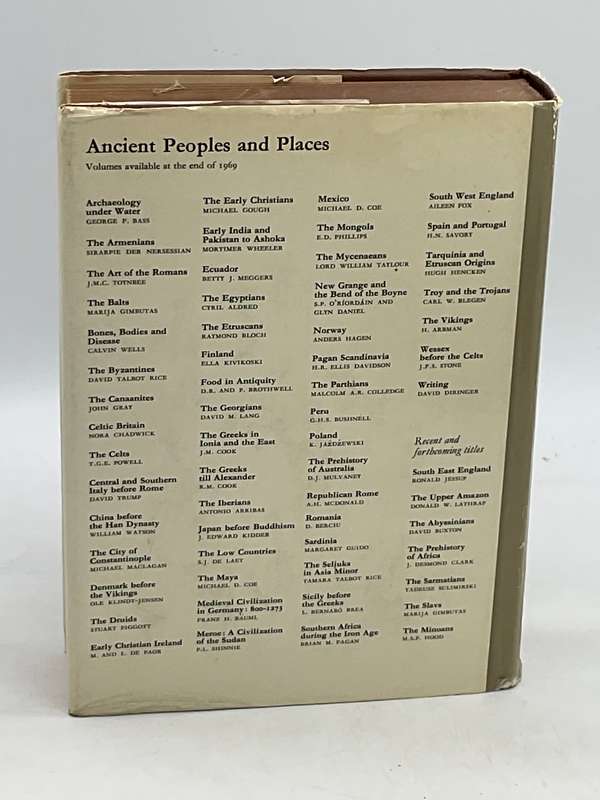 Ancient Peoples and Places
Volumes available at the end of 1969
Archaeology
under Water
GEORGE F. BASS
The Armenians
SIRARPIE DER NERSESSIAN
The Art of the Romans
J.M.C. TOYNBEE
The Balts
MARIJA GIMBUTAS
Bones, Bodies and
Disease
CALVIN WELLS
The Byzantines
DAVID TALBOT RICE
The Canaanites
JOHN GRAY
Celtic Britain
NORA CHADWICK
The Celts
T.G.E. POWELL
Central and Southern
Italy before Rome
DAVID TRUMP
China before
the Han Dynasty
WILLIAM WATSON
The City of
Constantinople
MICHAEL MACLAGAN
Denmark before
the Vikings
OLE KLINDT-JENSEN
The Druids
STUART PIGGOTT
Early Christian Ireland
M. AND L. DE PAOR
The Early Christians
MICHAEL GOUGH
Early India and
Pakistan to Ashoka
MORTIMER WHEELER
Ecuador
BETTY J. MEGGERS
The Egyptians
CYRIL ALDRED
The Etruscans
RAYMOND BLOCH
Finland
ELLA KIVIKOSKI
Food in Antiquity
D.R. AND P. BROTHWELL
The Georgians
DAVID M. LANG
The Greeks in
Ionia and the East
J.M. COOK
The Greeks
till Alexander
R.M. COOK
The Iberians
ANTONIO ARRIBAS
Japan before Buddhism
J. EDWARD KIDDER
The Low Countries
S.J. DE LAET
The Maya
MICHAEL D. COE
Medieval Civilization
in Germany: 800-1273
FRANZ H. BAUML
Meroe: A Civilization
of the Sudan
P.L. SHINNIE
Mexico
MICHAEL D. COE
The Mongols
E.D. PHILLIPS
The Mycenaeans
LORD WILLIAM TAYLOUR
New Grange and
the Bend of the Boyne
S.P. O'RÍORDÁIN AND
GLYN DANIEL
Norway
ANDERS HAGEN
Pagan Scandinavia
H.R. ELLIS DAVIDSON
The Parthians
MALCOLM A.R. COLLEDGE
Peru
G.H.S. BUSHNELL
Poland
K. JAŻDŻEWSKI
The Prehistory
of Australia
D.J. MULVANEY
Republican Rome
A.H. MCDONALD
Romania
D. BERCIU
Sardinia
MARGARET GUIDO
The Seljuks
in Asia Minor
TAMARA TALBOT RICE
Sicily before
the Greeks
L. BERNABÒ BREA
Southern Africa
during the Iron Age
BRIAN M. FAGAN
South West England
AILEEN FOX
Spain and Portugal
H.N. SAVORY
Tarquinia and
Etruscan Origins
HUGH HENCKEN
Troy and the Trojans
CARL W. BLEGEN
The Vikings
H. ARBMAN
Wessex
before the Celts
J.F.S. STONE
Writing
DAVID DIRINGER
Recent and
forthcoming titles
South East England
RONALD JESSUP
The Upper Amazon
DONALD W. LATHRAP
The Abyssinians
DAVID BUXTON
The Prehistory
of Africa
J. DESMOND CLARK
The Sarmatians
TADEUSZ SULIMIRSKI
The Slavs
MARIJA GIMBUTAS
The Minoans
M.S.F. HOOD